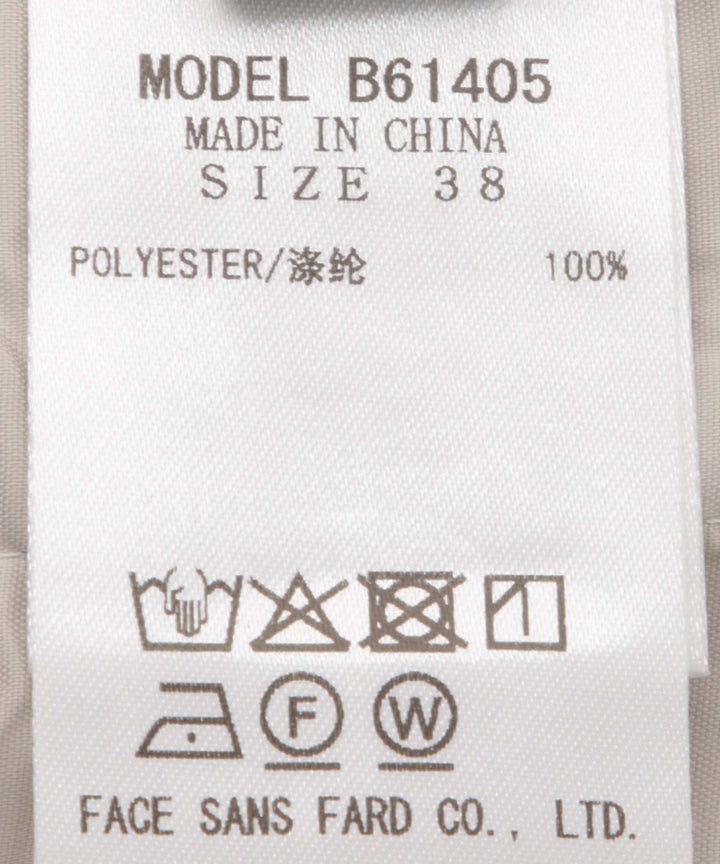 MODEL B61405
MADE IN CHINA
SIZE 38
POLYESTER/涤纶 100%
F W
FACE SANS FARD CO., LTD.